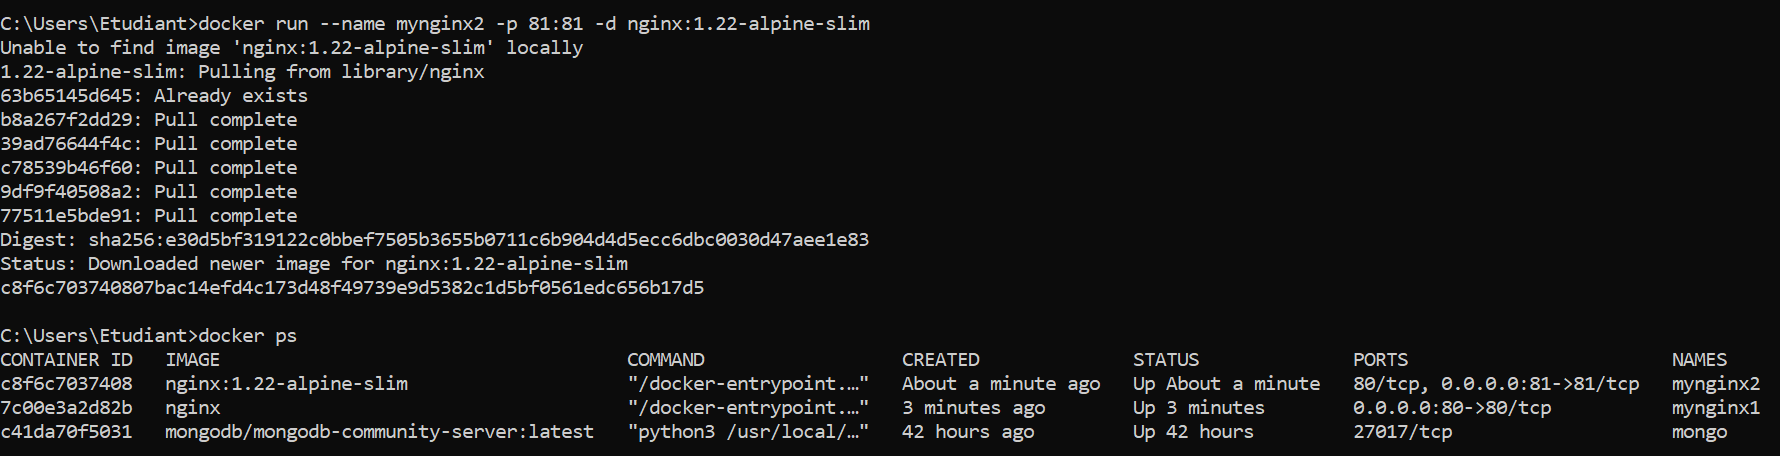 C:\Users\Etudiant>docker run --name mynginx2 -p 81:81 -d nginx:1.22-alpine-slim
Unable to find image 'nginx:1.22-alpine-slim' locally
1.22-alpine-slim: Pulling from library/nginx
63b65145d645: Already exists
b8a267f2dd29: Pull complete
39ad76644f4c: Pull complete
c78539b46f60: Pull complete
9df9f40508a2: Pull complete
77511e5bde91: Pull complete
Digest: sha256:e30d5bf319122c0bbef7505b3655b0711c6b904d4d5ecc6dbc0030d47aee1e83
Status: Downloaded newer image for nginx:1.22-alpine-slim
c8f6c703740807bac14efd4c173d48f49739e9d5382c1d5bf0561edc656b17d5
C:\Users\Etudiant>docker ps
CONTAINER ID   IMAGE                                     COMMAND                  CREATED              STATUS              PORTS                        NAMES
c8f6c7037408   nginx:1.22-alpine-slim                    "/docker-entrypoint.…"   About a minute ago   Up About a minute   80/tcp, 0.0.0.0:81->81/tcp   mynginx2
7c00e3a2d82b   nginx                                     "/docker-entrypoint.…"   3 minutes ago        Up 3 minutes        0.0.0.0:80->80/tcp           mynginx1
c41da70f5031   mongodb/mongodb-community-server:latest   "python3 /usr/local/…"   42 hours ago         Up 42 hours         27017/tcp                    mongo